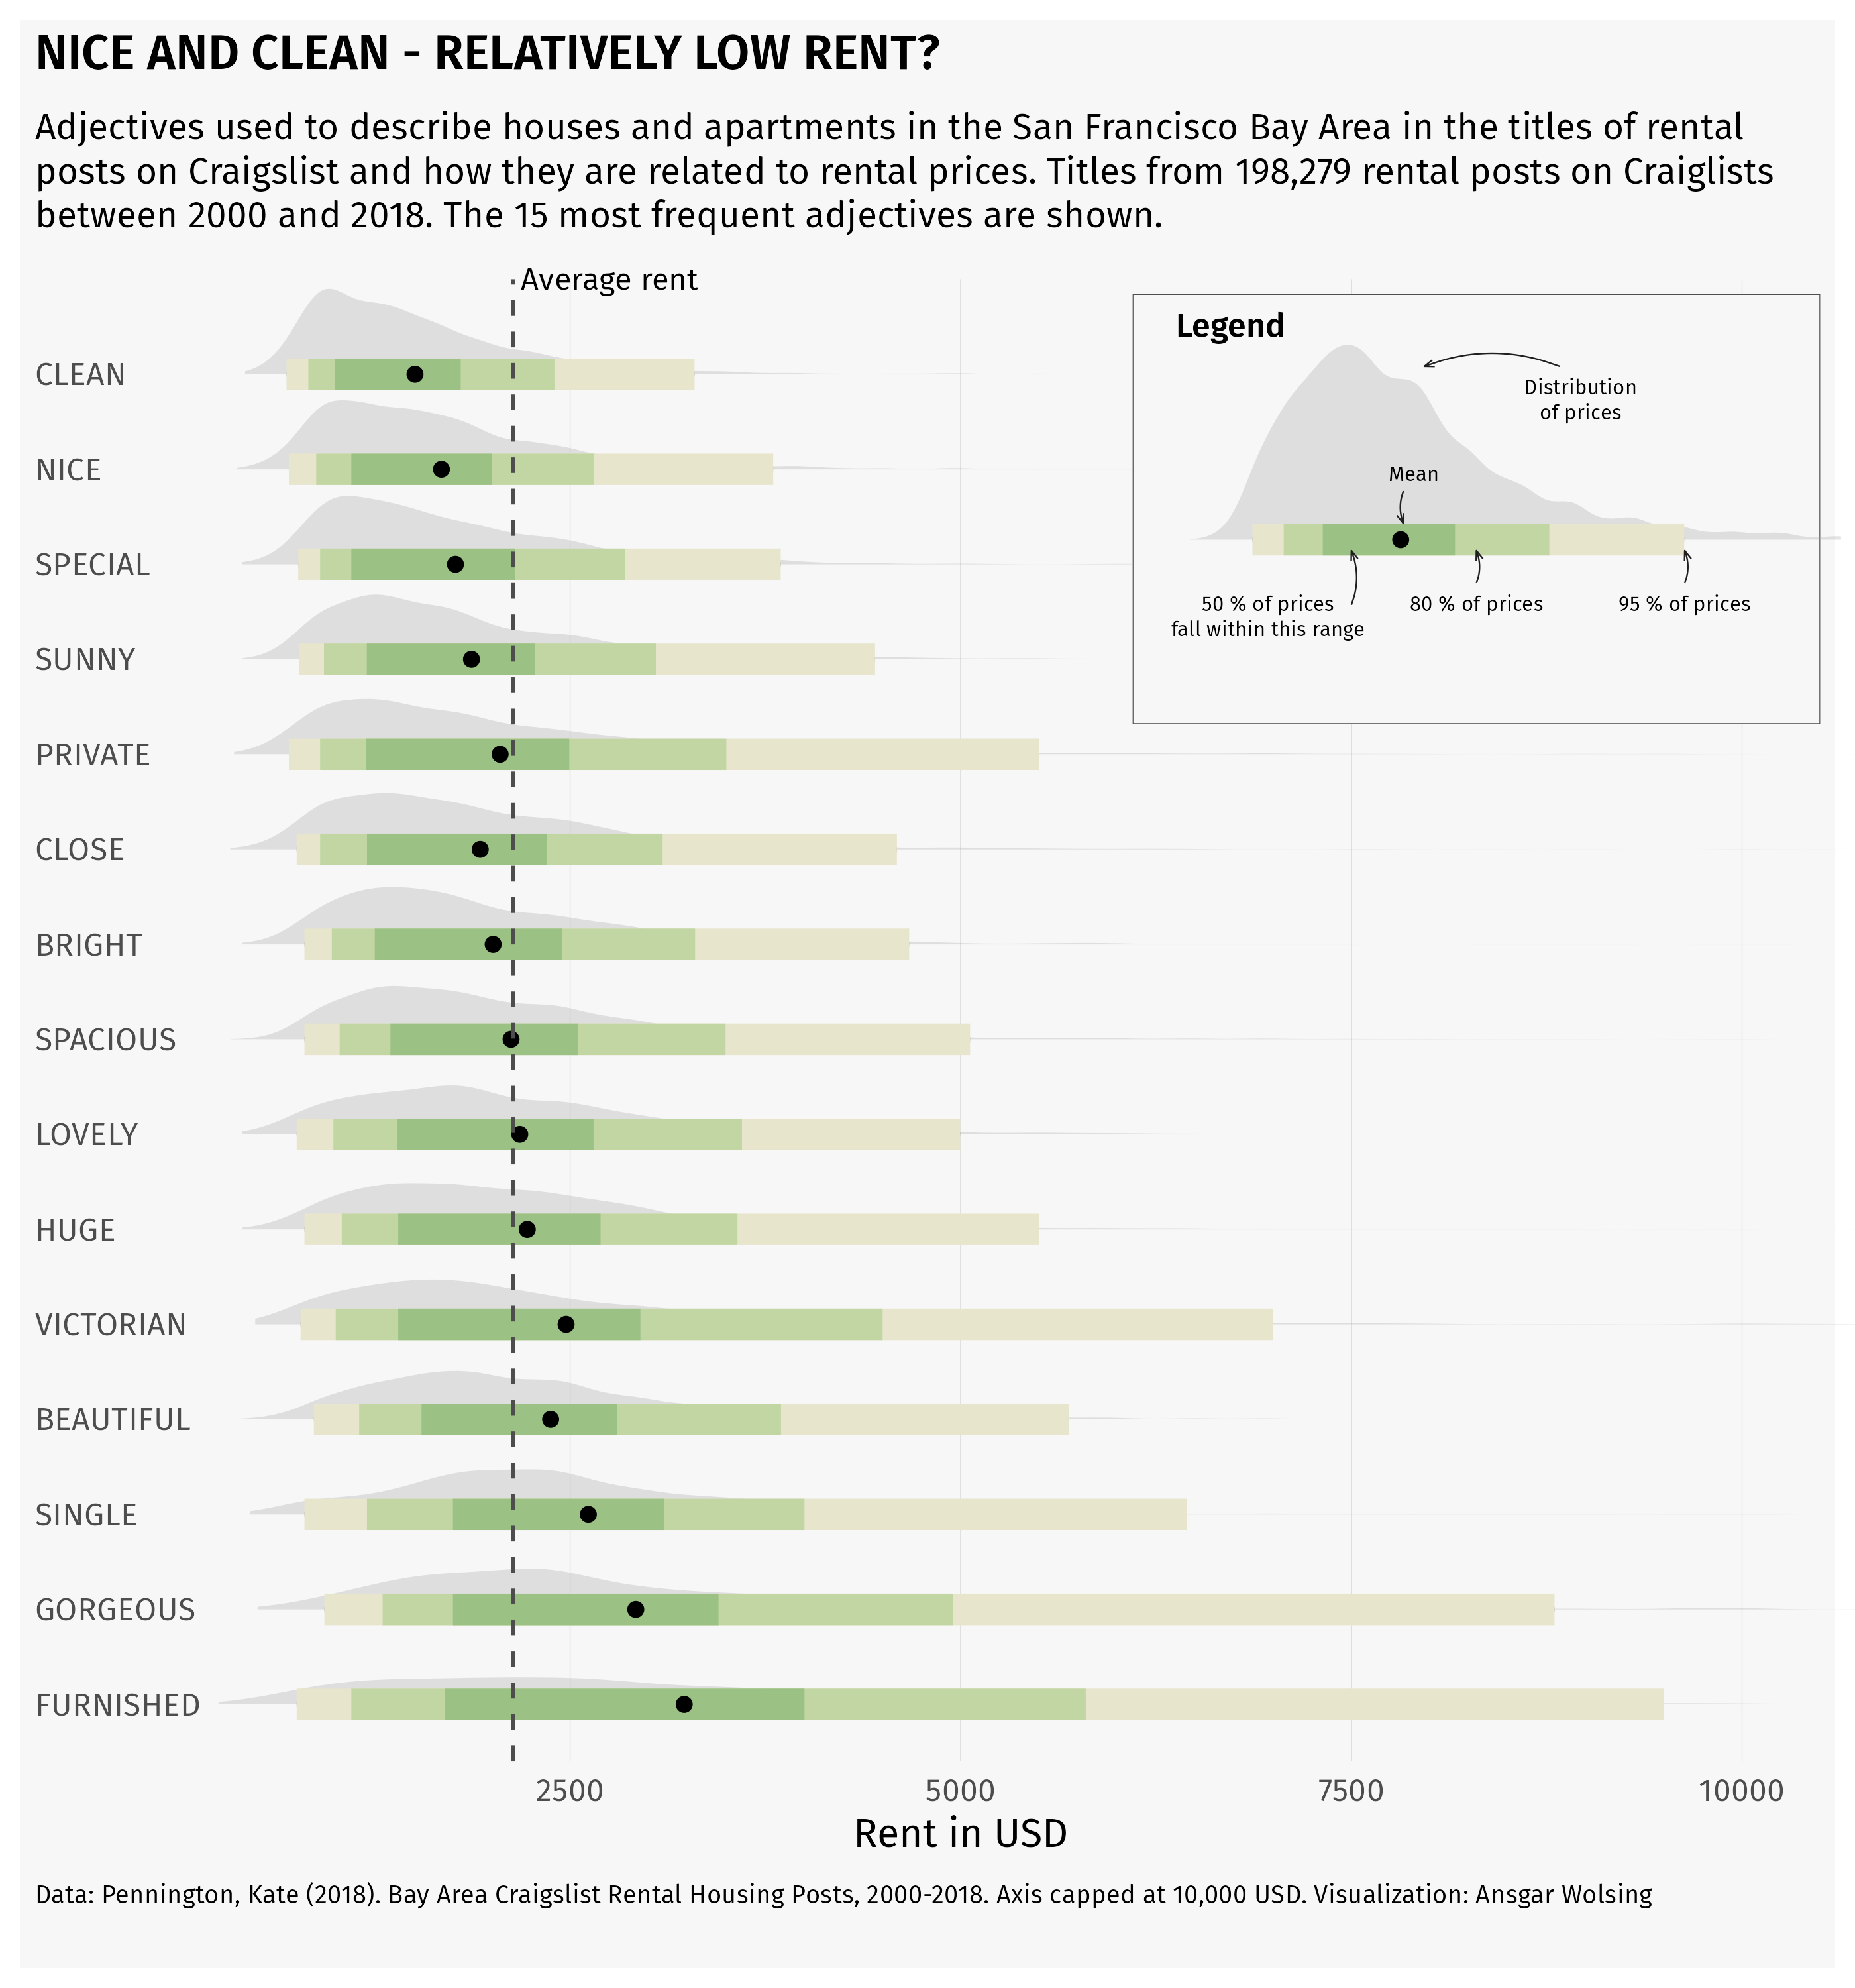 NICE AND CLEAN - RELATIVELY LOW RENT?
Adjectives used to describe houses and apartments in the San Francisco Bay Area in the titles of rental
posts on Craigslist and how they are related to rental prices. Titles from 198,279 rental posts on Craiglists
between 2000 and 2018. The 15 most frequent adjectives are shown.
Average rent
Legend
Distribution
of prices
Mean
50 % of prices
fall within this range
80 % of prices
95 % of prices
CLEAN
NICE
SPECIAL
SUNNY
PRIVATE
CLOSE
BRIGHT
SPACIOUS
LOVELY
HUGE
VICTORIAN
BEAUTIFUL
SINGLE
GORGEOUS
FURNISHED
2500
5000
7500
10000
Rent in USD
Data: Pennington, Kate (2018). Bay Area Craigslist Rental Housing Posts, 2000-2018. Axis capped at 10,000 USD. Visualization: Ansgar Wolsing